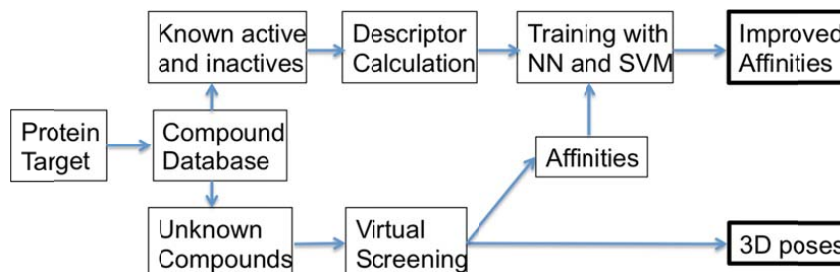 Known active
and inactives
Descriptor
Calculation
Training with
NN and SVM
Improved
Affinities
Protein
Target
Compound
Database
Affinities
Unknown
Compounds
Virtual
Screening
3D poses